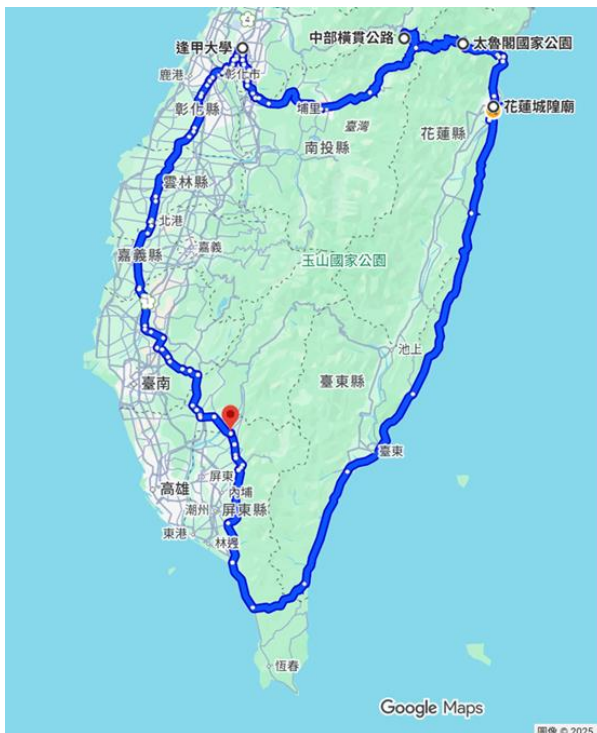 逢甲大學
中部橫貫公路
太魯閣國家公園
鹿港
彰化市
彰化縣
埔里
臺灣
花蓮城隍廟
花蓮縣
南投縣
雲林縣
北港
嘉義
嘉義縣
玉山國家公園
池上
臺南
臺東縣
臺東
屏東
內埔
高雄
潮州
屏東縣
東港
林邊
恆春
Google Maps
圖像 © 2025